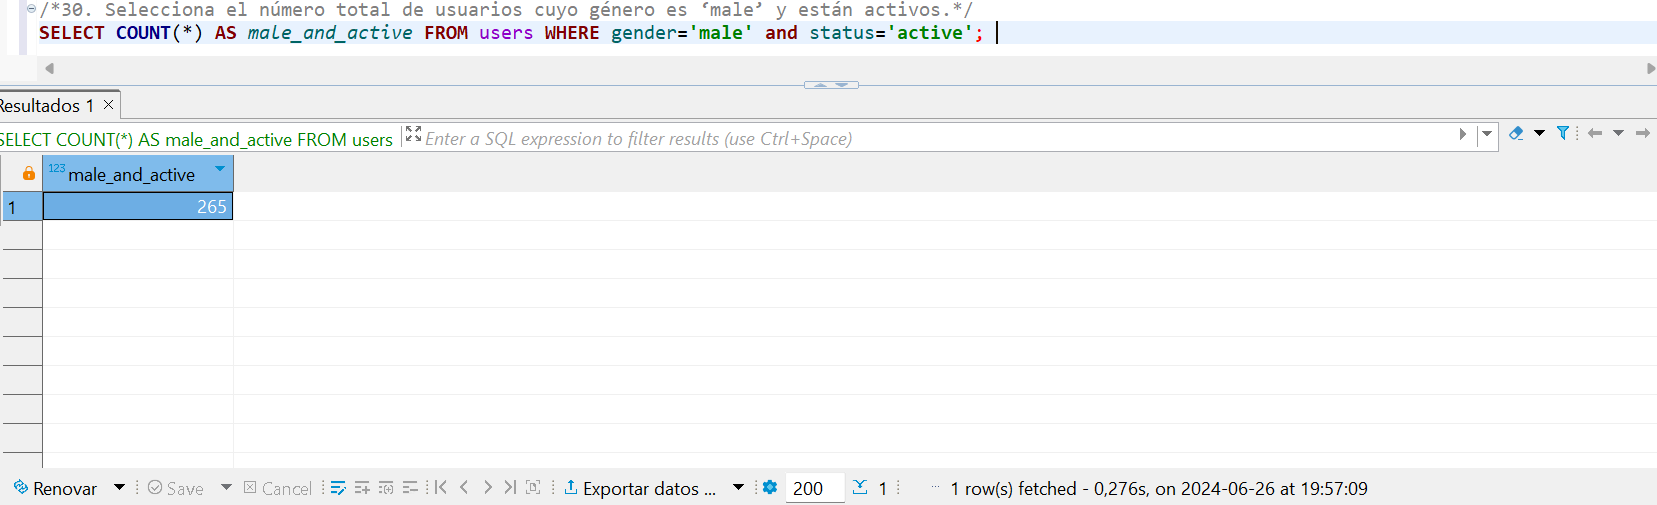 /*30. Selecciona el número total de usuarios cuyo género es ‘male’ y están activos.*/
SELECT COUNT(*) AS male_and_active FROM users WHERE gender='male' and status='active';
Resultados 1
SELECT COUNT(*) AS male_and_active FROM users
Enter a SQL expression to filter results (use Ctrl+Space)
123 male_and_active
1 265
Renovar Save Cancel Exportar datos ... 200 1 1 row(s) fetched - 0,276s, on 2024-06-26 at 19:57:09